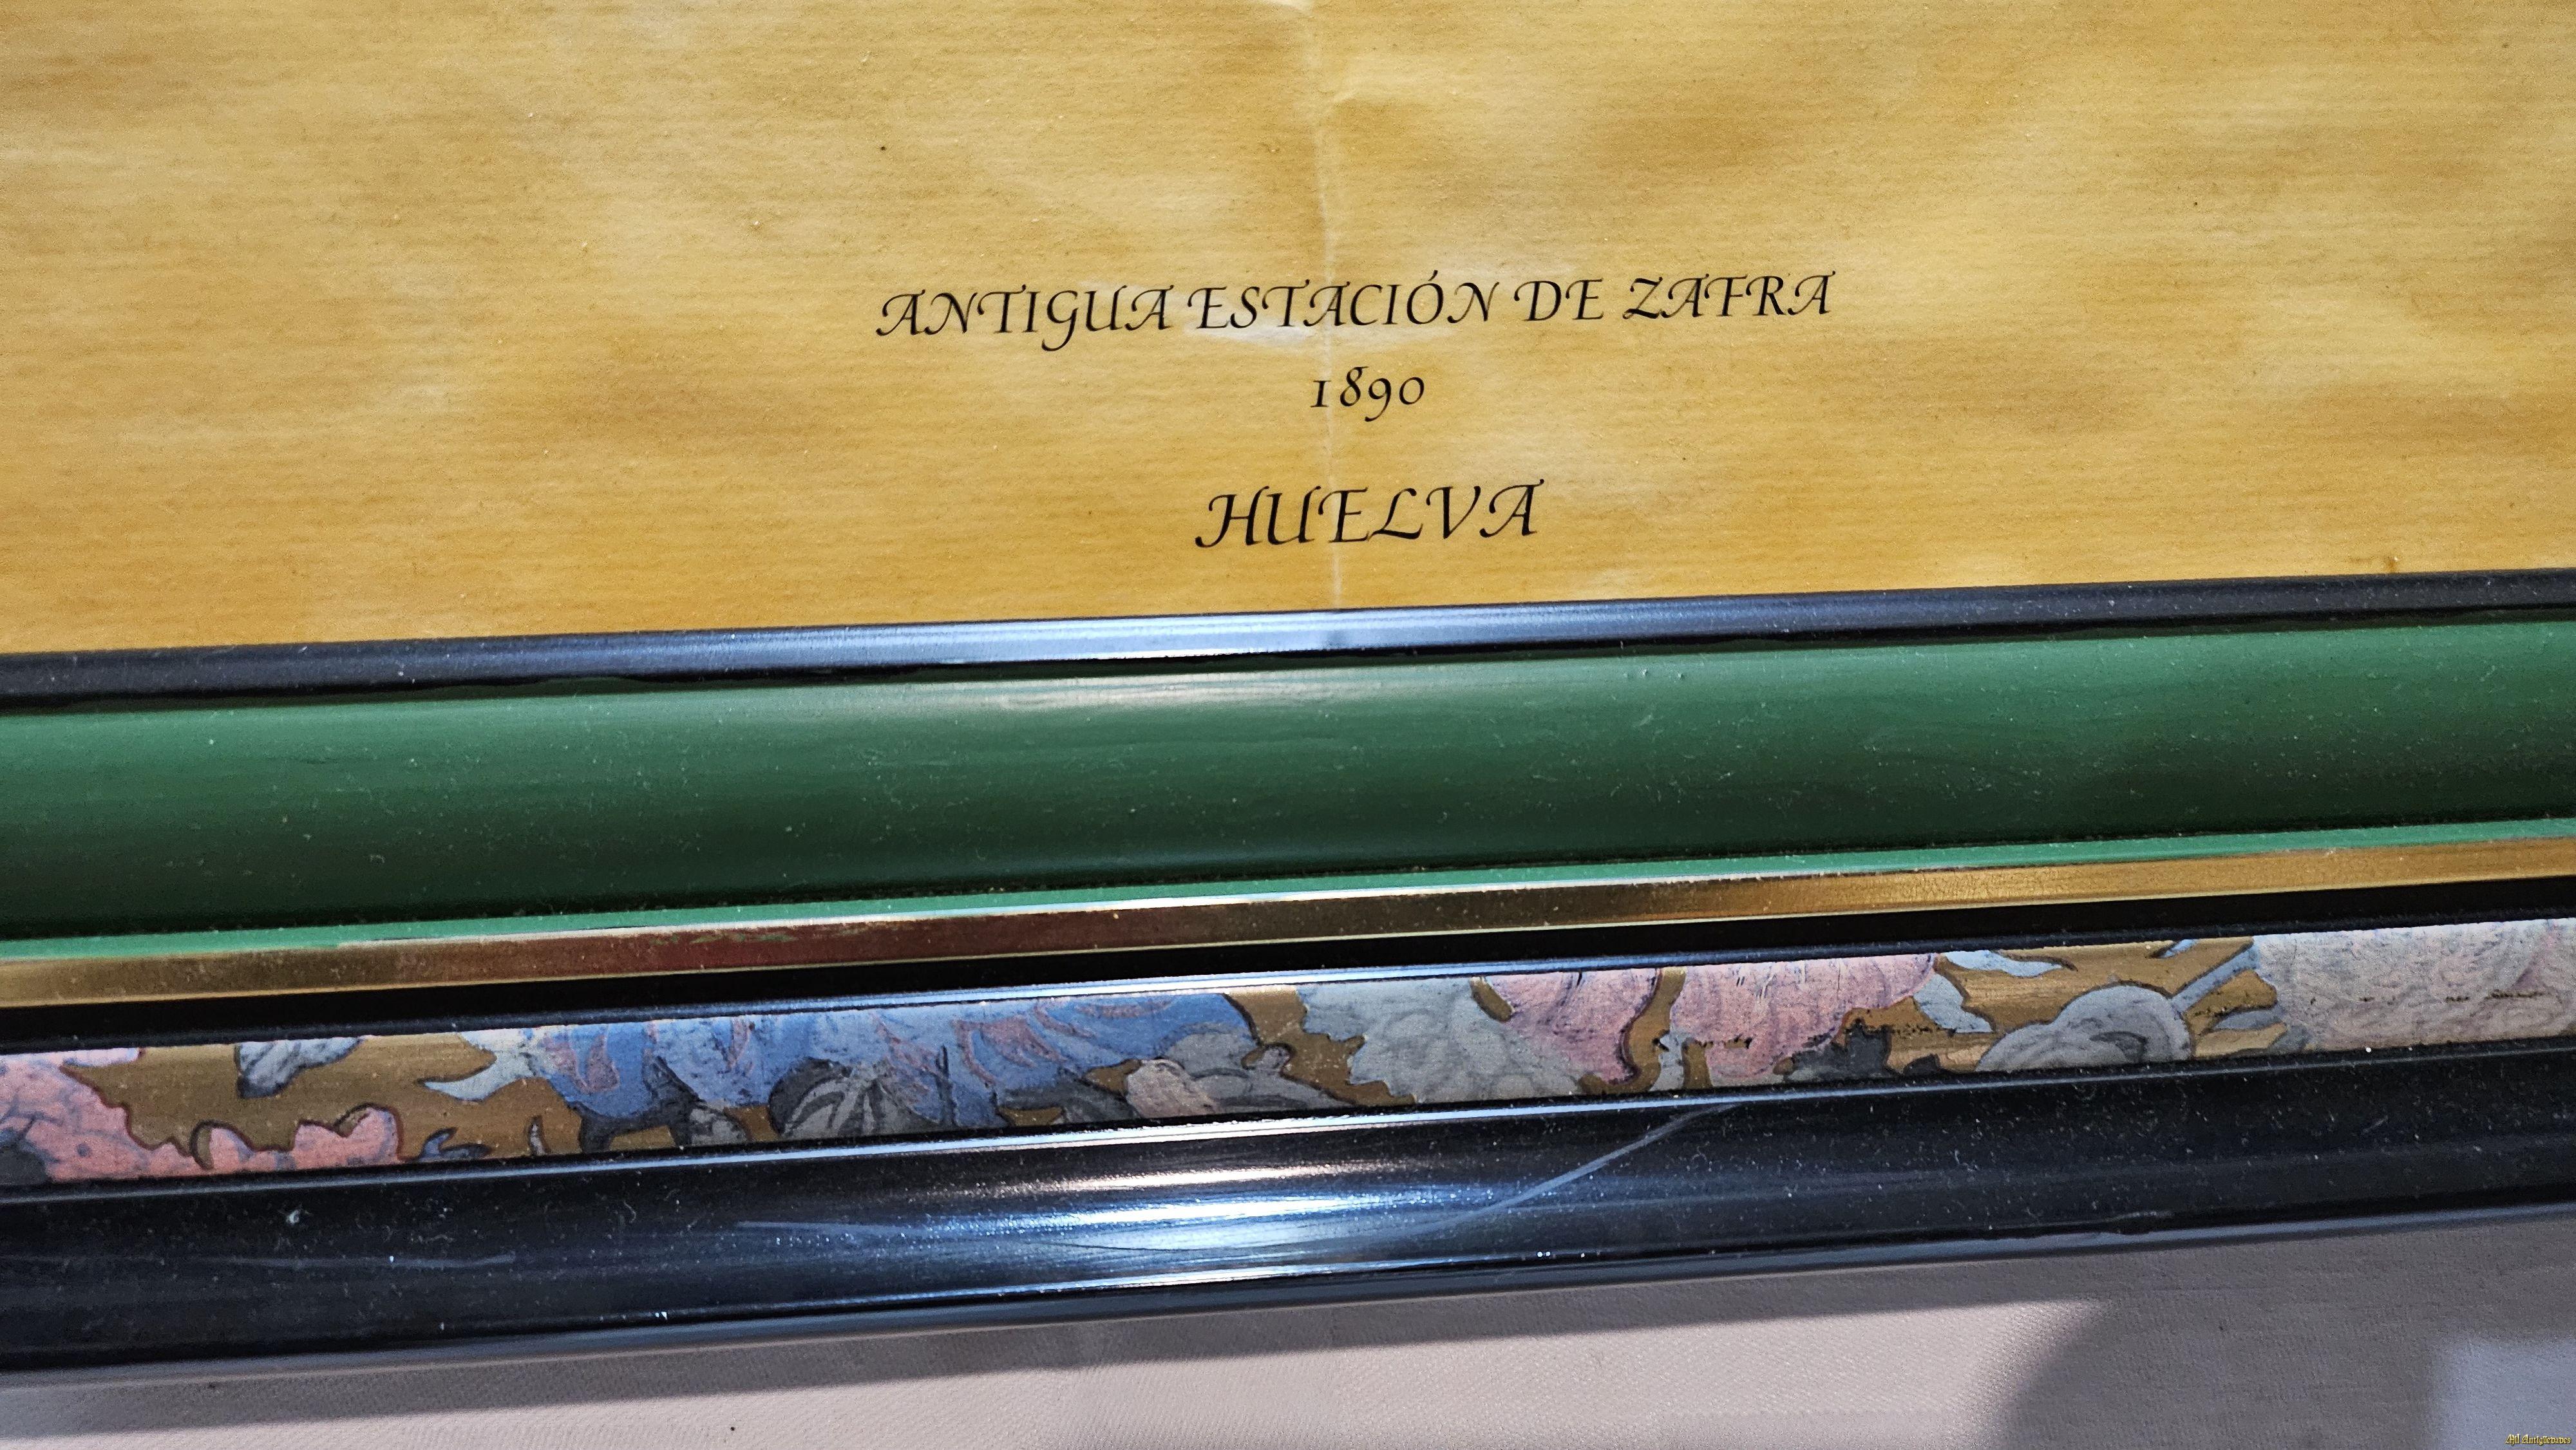 ANTIGUA ESTACIÓN DE ZAFRA
1890
HUELVA